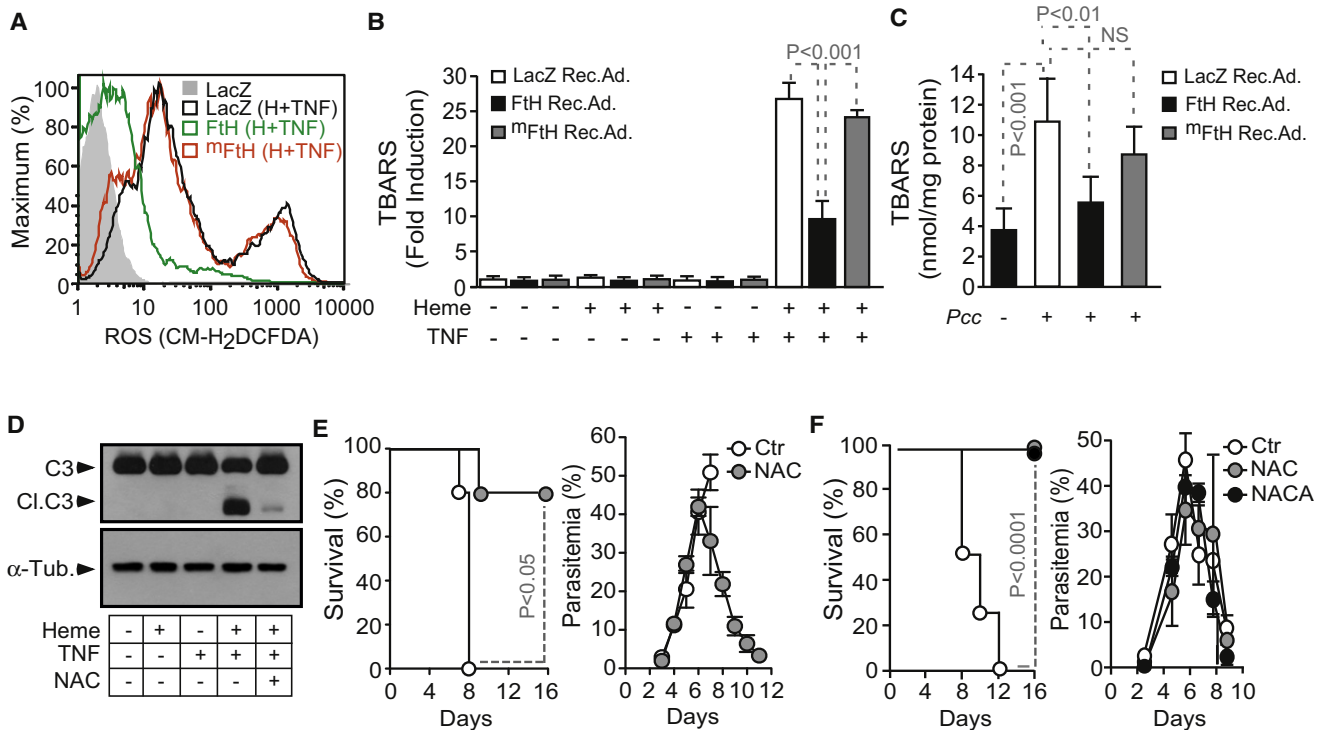 A
Maximum (%)
100
80
60
40
20
0
LacZ
LacZ (H+TNF)
FtH (H+TNF)
mFtH (H+TNF)
1 10 100 1000 10000
ROS (CM-H2DCFDA)
B
TBARS
(Fold Induction)
30
25
20
15
10
5
0
LacZ Rec.Ad.
FtH Rec.Ad.
mFtH Rec.Ad.
P<0.001
Heme - - - + + + - - - + + +
TNF - - - - - - + + + + + +
C
TBARS
(nmol/mg protein)
14
12
10
8
6
4
2
0
P<0.001
P<0.01
NS
LacZ Rec.Ad.
FtH Rec.Ad.
mFtH Rec.Ad.
Pcc - + + +
D
C3
Cl.C3
α-Tub.
Heme - + - + +
TNF - - + + +
NAC - - - - +
E
Survival (%)
100
80
60
40
20
0
P<0.05
0 4 8 12 16
Days
Parasitemia (%)
60
50
40
30
20
10
0
Ctr
NAC
0 2 4 6 8 10 12
Days
F
Survival (%)
100
80
60
40
20
0
P<0.0001
0 4 8 12 16
Days
Parasitemia (%)
50
40
30
20
10
0
Ctr
NAC
NACA
0 2 4 6 8 10
Days